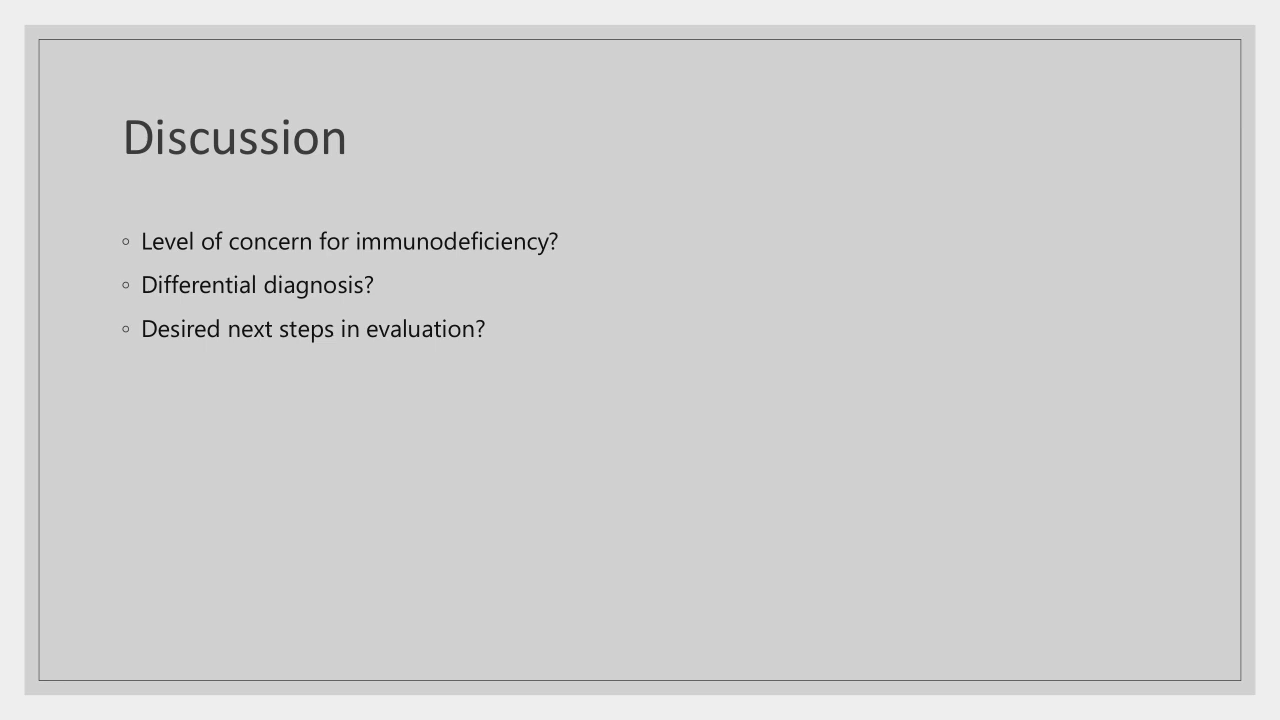 Discussion
◦ Level of concern for immunodeficiency?
◦ Differential diagnosis?
◦ Desired next steps in evaluation?